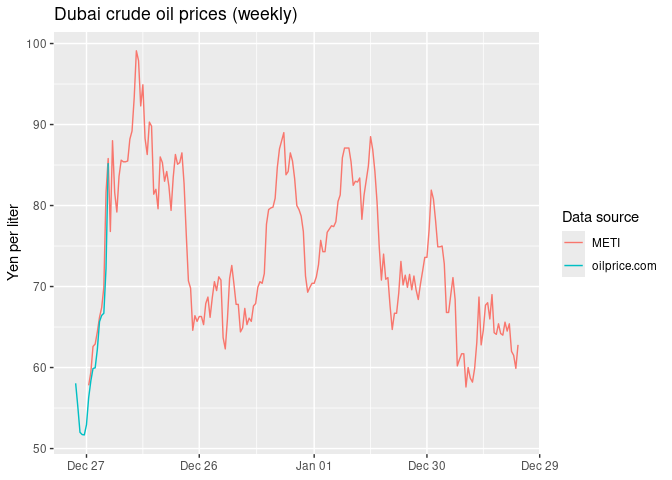 Dubai crude oil prices (weekly)
Yen per liter
100
90
80
70
60
50
Dec 27
Dec 26
Jan 01
Dec 30
Dec 29
Data source
METI
oilprice.com